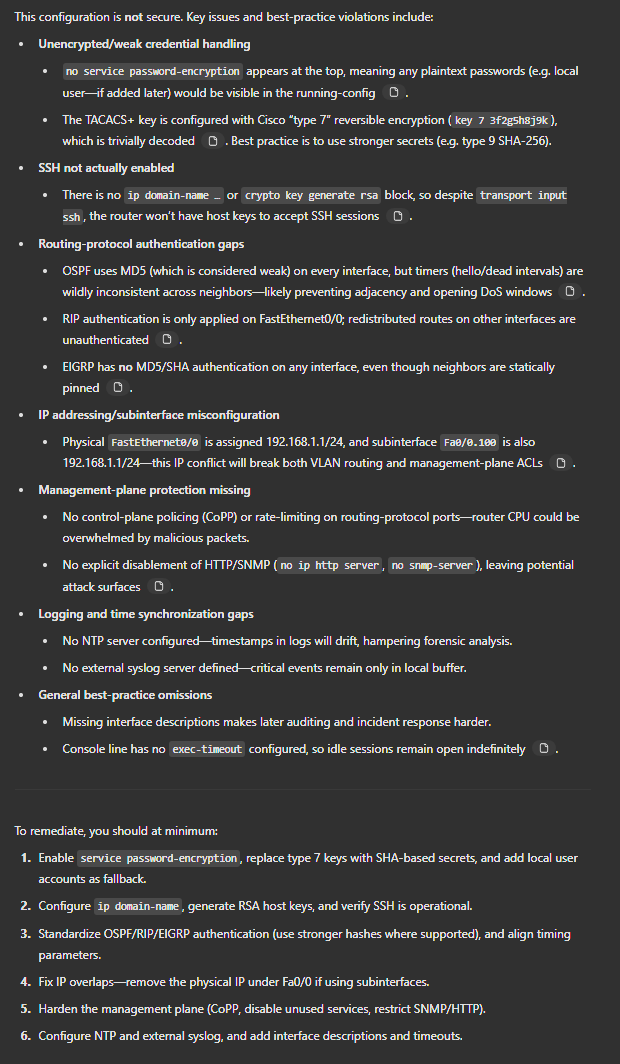 This configuration is not secure. Key issues and best-practice violations include:
• Unencrypted/weak credential handling
• no service password-encryption appears at the top, meaning any plaintext passwords (e.g. local
user—if added later) would be visible in the running-config .
• The TACACS+ key is configured with Cisco “type 7” reversible encryption ( key 7 3f2g5h8j9k ),
which is trivially decoded . Best practice is to use stronger secrets (e.g. type 9 SHA-256).
• SSH not actually enabled
• There is no ip domain-name … or crypto key generate rsa block, so despite transport input
ssh , the router won’t have host keys to accept SSH sessions .
• Routing-protocol authentication gaps
• OSPF uses MD5 (which is considered weak) on every interface, but timers (hello/dead intervals) are
wildly inconsistent across neighbors—likely preventing adjacency and opening DoS windows .
• RIP authentication is only applied on FastEthernet0/0; redistributed routes on other interfaces are
unauthenticated .
• EIGRP has no MD5/SHA authentication on any interface, even though neighbors are statically
pinned .
• IP addressing/subinterface misconfiguration
• Physical FastEthernet0/0 is assigned 192.168.1.1/24, and subinterface Fa0/0.100 is also
192.168.1.1/24—this IP conflict will break both VLAN routing and management-plane ACLs .
• Management-plane protection missing
• No control-plane policing (CoPP) or rate-limiting on routing-protocol ports—router CPU could be
overwhelmed by malicious packets.
• No explicit disablement of HTTP/SNMP ( no ip http server , no snmp-server ), leaving potential
attack surfaces .
• Logging and time synchronization gaps
• No NTP server configured—timestamps in logs will drift, hampering forensic analysis.
• No external syslog server defined—critical events remain only in local buffer.
• General best-practice omissions
• Missing interface descriptions makes later auditing and incident response harder.
• Console line has no exec-timeout configured, so idle sessions remain open indefinitely .
To remediate, you should at minimum:
1. Enable service password-encryption , replace type 7 keys with SHA-based secrets, and add local user
accounts as fallback.
2. Configure ip domain-name , generate RSA host keys, and verify SSH is operational.
3. Standardize OSPF/RIP/EIGRP authentication (use stronger hashes where supported), and align timing
parameters.
4. Fix IP overlaps—remove the physical IP under Fa0/0 if using subinterfaces.
5. Harden the management plane (CoPP, disable unused services, restrict SNMP/HTTP).
6. Configure NTP and external syslog, and add interface descriptions and timeouts.